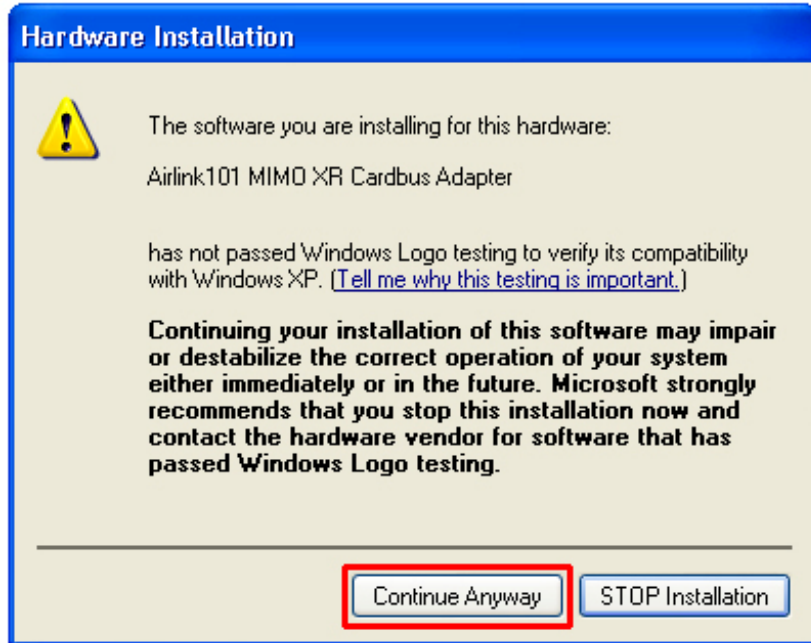 Hardware Installation
The software you are installing for this hardware:
Airlink101 MIMO XR Cardbus Adapter
has not passed Windows Logo testing to verify its compatibility
with Windows XP. (Tell me why this testing is important.)
Continuing your installation of this software may impair
or destabilize the correct operation of your system
either immediately or in the future. Microsoft strongly
recommends that you stop this installation now and
contact the hardware vendor for software that has
passed Windows Logo testing.
Continue Anyway
STOP Installation